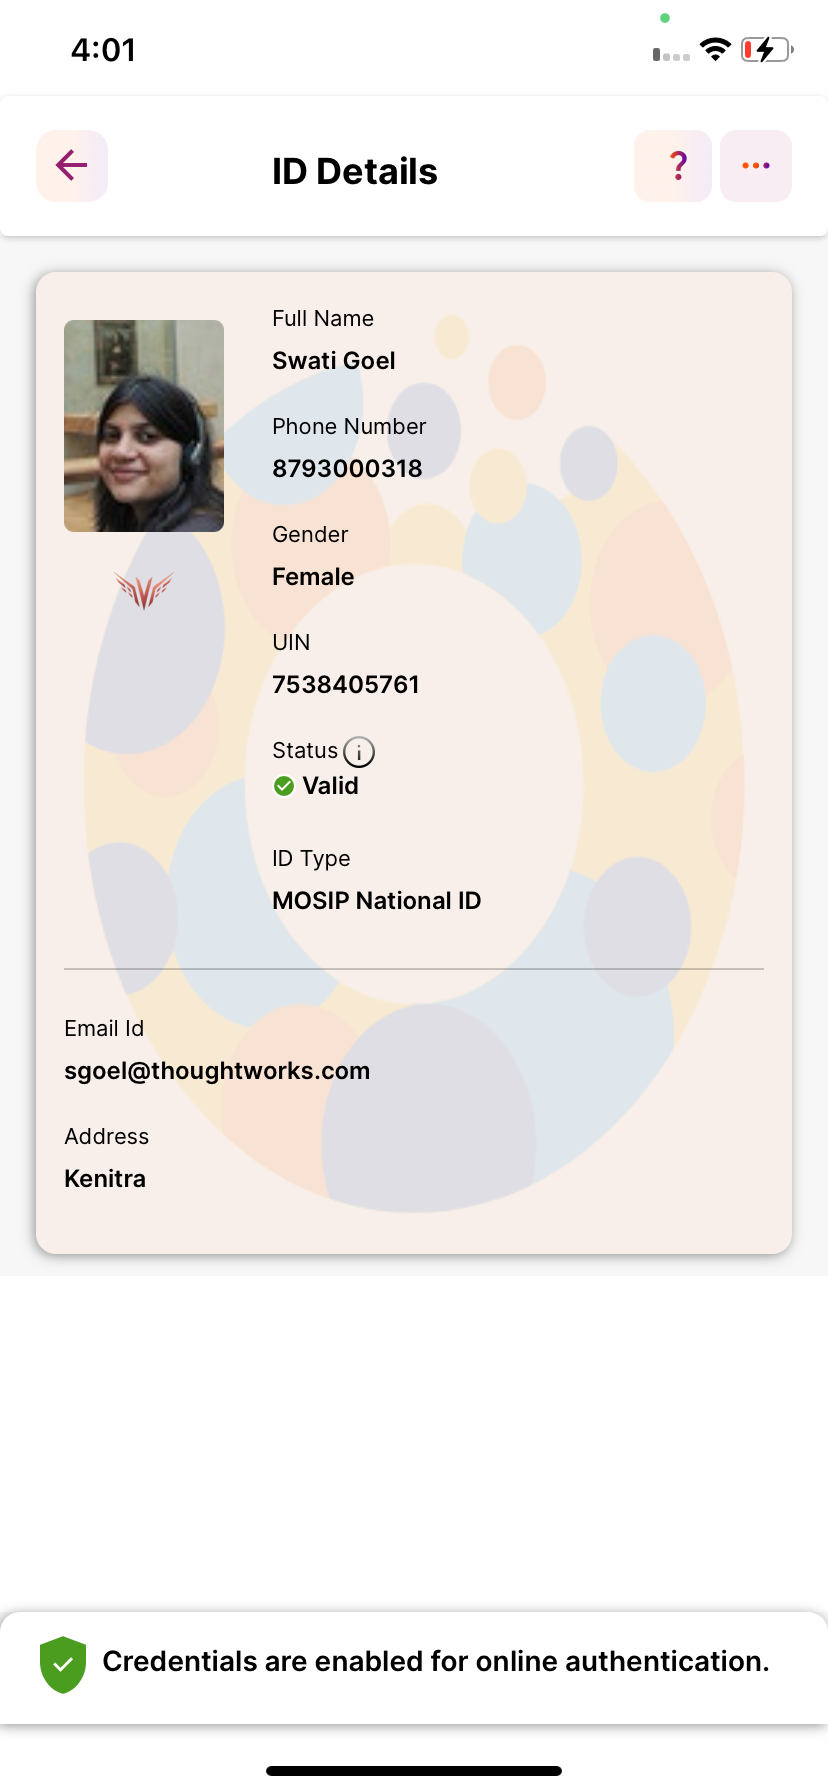 4:01
ID Details
?
Full Name
Swati Goel
Phone Number
8793000318
Gender
Female
UIN
7538405761
Status
Valid
ID Type
MOSIP National ID
Email Id
sgoel@thoughtworks.com
Address
Kenitra
Credentials are enabled for online authentication.